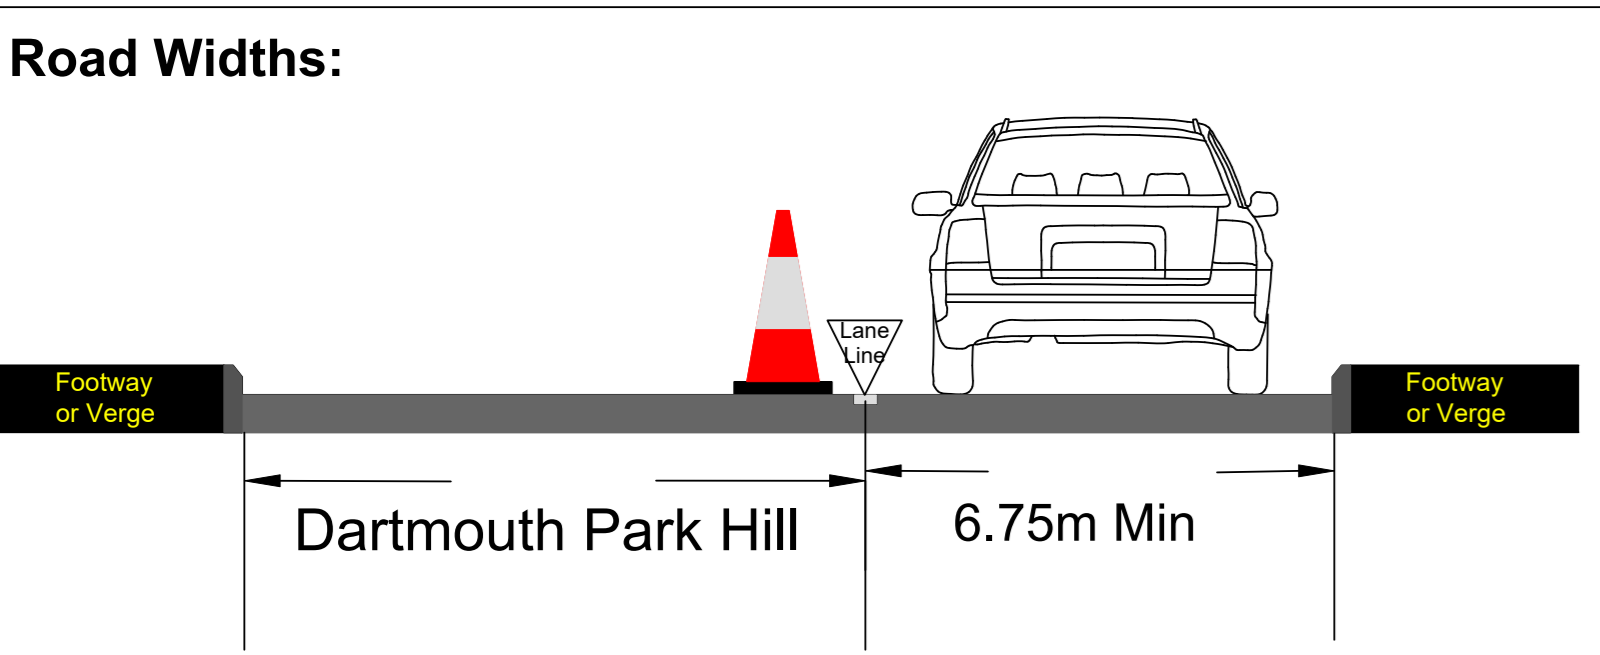 Road Widths:
Lane
Line
Footway
or Verge
Footway
or Verge
Dartmouth Park Hill
6.75m Min